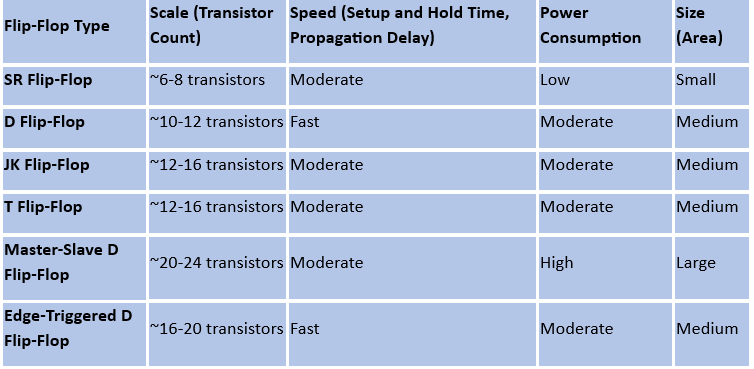 Flip-Flop Type
Scale (Transistor
Count)
Speed (Setup and Hold Time,
Propagation Delay)
Power
Consumption
Size
(Area)
SR Flip-Flop
~6-8 transistors
Moderate
Low
Small
D Flip-Flop
~10-12 transistors
Fast
Moderate
Medium
JK Flip-Flop
~12-16 transistors
Moderate
Moderate
Medium
T Flip-Flop
~12-16 transistors
Moderate
Moderate
Medium
Master-Slave D
Flip-Flop
~20-24 transistors
Moderate
High
Large
Edge-Triggered D
Flip-Flop
~16-20 transistors
Fast
Moderate
Medium